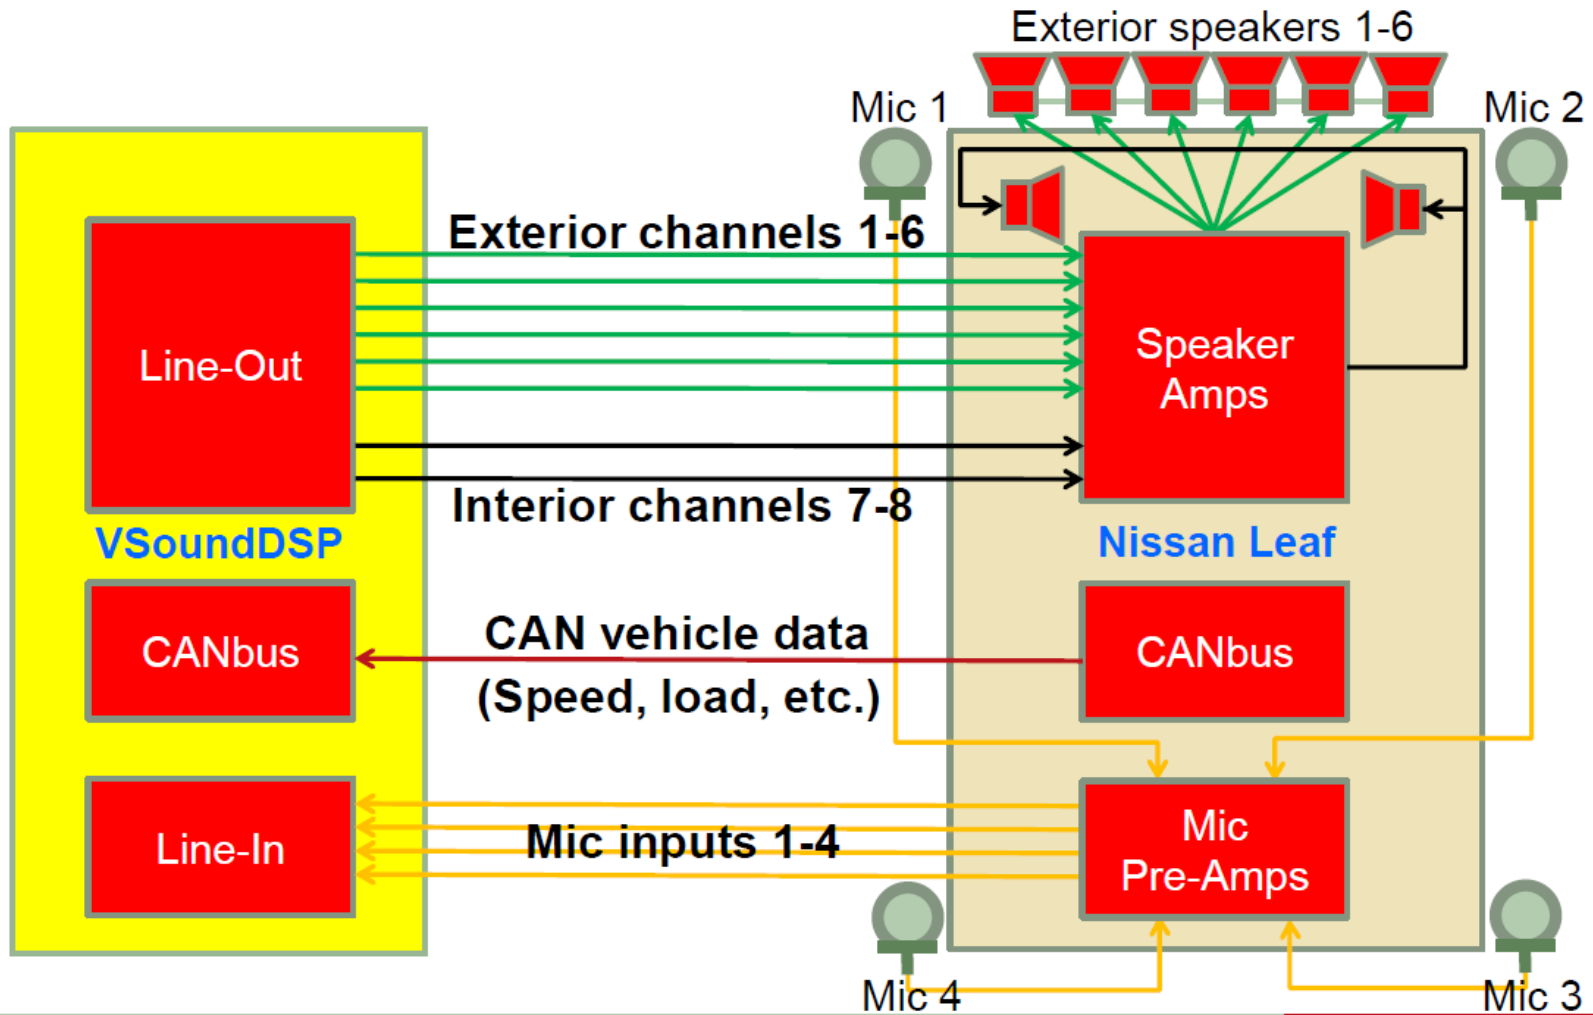 Exterior speakers 1-6
Mic 1
Mic 2
Exterior channels 1-6
Line-Out
Speaker
Amps
Interior channels 7-8
VSoundDSP
Nissan Leaf
CANbus
CAN vehicle data
(Speed, load, etc.)
CANbus
Line-In
Mic inputs 1-4
Mic
Pre-Amps
Mic 4
Mic 3